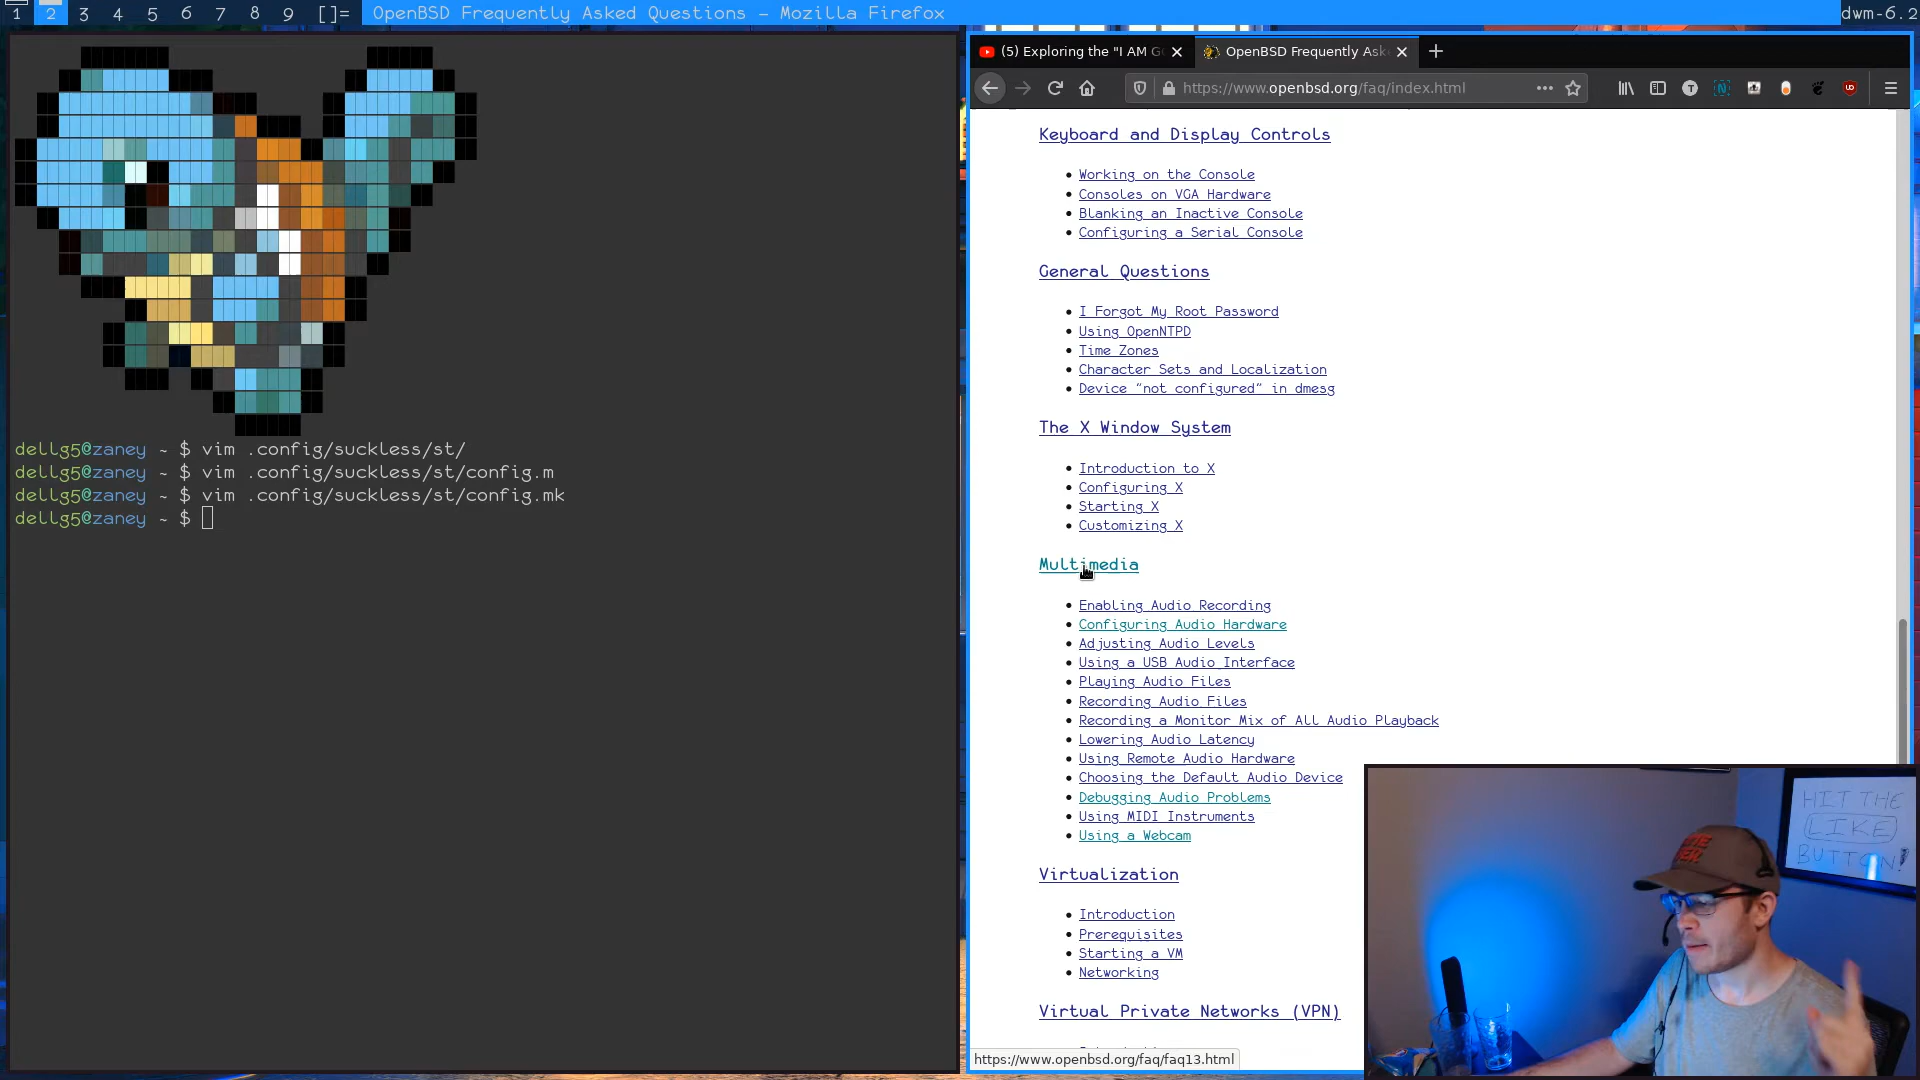 1 2 3 4 5 6 7 8 9 []= OpenBSD Frequently Asked Questions – Mozilla Firefox dwm-6.2
dellg5@zaney ~ $ vim .config/suckless/st/
dellg5@zaney ~ $ vim .config/suckless/st/config.m
dellg5@zaney ~ $ vim .config/suckless/st/config.mk
dellg5@zaney ~ $
(5) Exploring the "I AM G
OpenBSD Frequently Ask
https://www.openbsd.org/faq/index.html
Keyboard and Display Controls
Working on the Console
Consoles on VGA Hardware
Blanking an Inactive Console
Configuring a Serial Console
General Questions
I Forgot My Root Password
Using OpenNTPD
Time Zones
Character Sets and Localization
Device “not configured” in dmesg
The X Window System
Introduction to X
Configuring X
Starting X
Customizing X
Multimedia
Enabling Audio Recording
Configuring Audio Hardware
Adjusting Audio Levels
Using a USB Audio Interface
Playing Audio Files
Recording Audio Files
Recording a Monitor Mix of All Audio Playback
Lowering Audio Latency
Using Remote Audio Hardware
Choosing the Default Audio Device
Debugging Audio Problems
Using MIDI Instruments
Using a Webcam
Virtualization
Introduction
Prerequisites
Starting a VM
Networking
Virtual Private Networks (VPN)
https://www.openbsd.org/faq/faq13.html
HIT THE
LIKE
BUTTON!